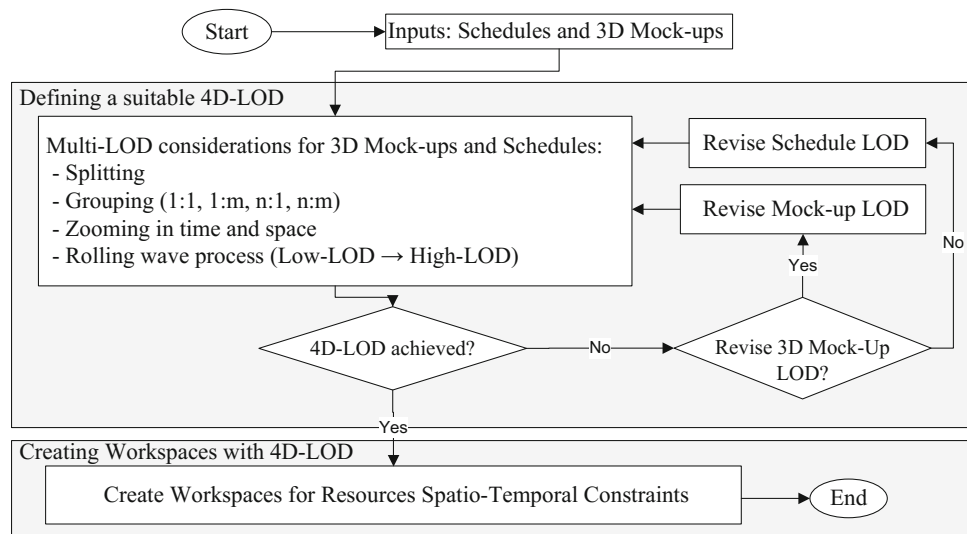 Start
Inputs: Schedules and 3D Mock-ups
Defining a suitable 4D-LOD
Multi-LOD considerations for 3D Mock-ups and Schedules:
- Splitting
- Grouping (1:1, 1:m, n:1, n:m)
- Zooming in time and space
- Rolling wave process (Low-LOD → High-LOD)
Revise Schedule LOD
Revise Mock-up LOD
No
Yes
4D-LOD achieved?
No
Revise 3D Mock-Up
LOD?
Yes
Creating Workspaces with 4D-LOD
Create Workspaces for Resources Spatio-Temporal Constraints
End